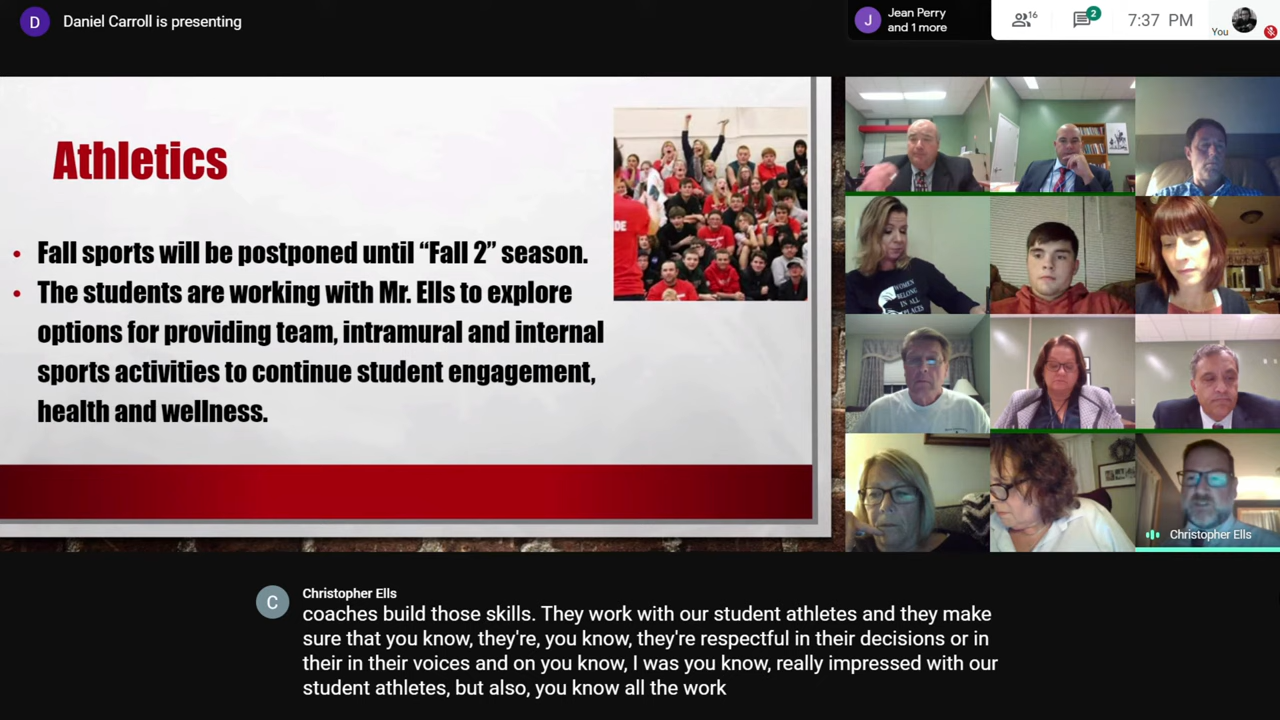 D
Daniel Carroll is presenting
J
Jean Perry
and 1 more
16
2
7:37 PM
You
Athletics
• Fall sports will be postponed until “Fall 2” season.
• The students are working with Mr. Ells to explore
options for providing team, intramural and internal
sports activities to continue student engagement,
health and wellness.
WOMEN
BELONG
IN ALL
PLACES
Christopher Ells
C
Christopher Ells
coaches build those skills. They work with our student athletes and they make
sure that you know, they're, you know, they're respectful in their decisions or in
their in their voices and on you know, I was you know, really impressed with our
student athletes, but also, you know all the work